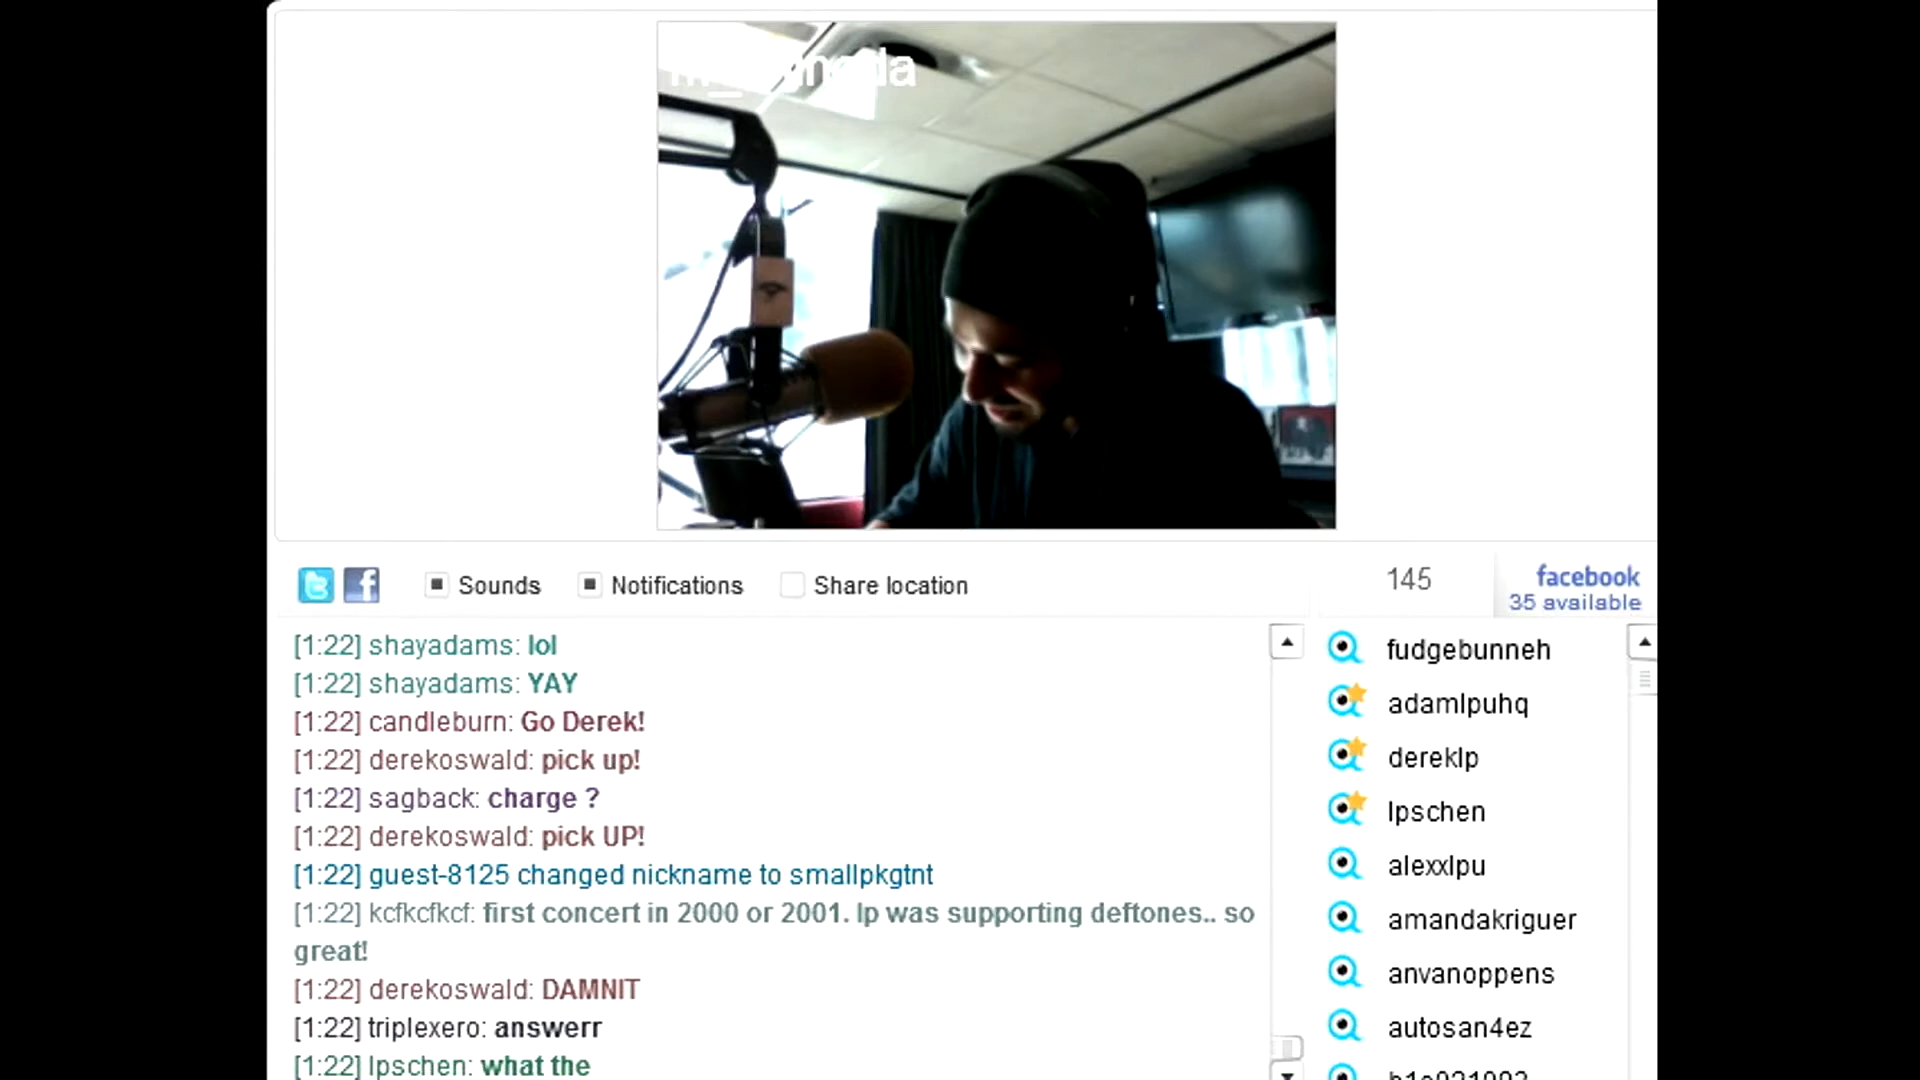 Sounds
Notifications
Share location
145
facebook
35 available
[1:22] shayadams: lol
[1:22] shayadams: YAY
[1:22] candleburn: Go Derek!
[1:22] derekoswald: pick up!
[1:22] sagback: charge ?
[1:22] derekoswald: pick UP!
[1:22] guest-8125 changed nickname to smallpkgtnt
[1:22] kcfkcfkcf: first concert in 2000 or 2001. lp was supporting deftones.. so
great!
[1:22] derekoswald: DAMNIT
[1:22] triplexero: answerr
[1:22] lpschen: what the
fudgebunneh
adamlpuhq
dereklp
lpschen
alexxlpu
amandakriguer
anvanoppens
autosan4ez